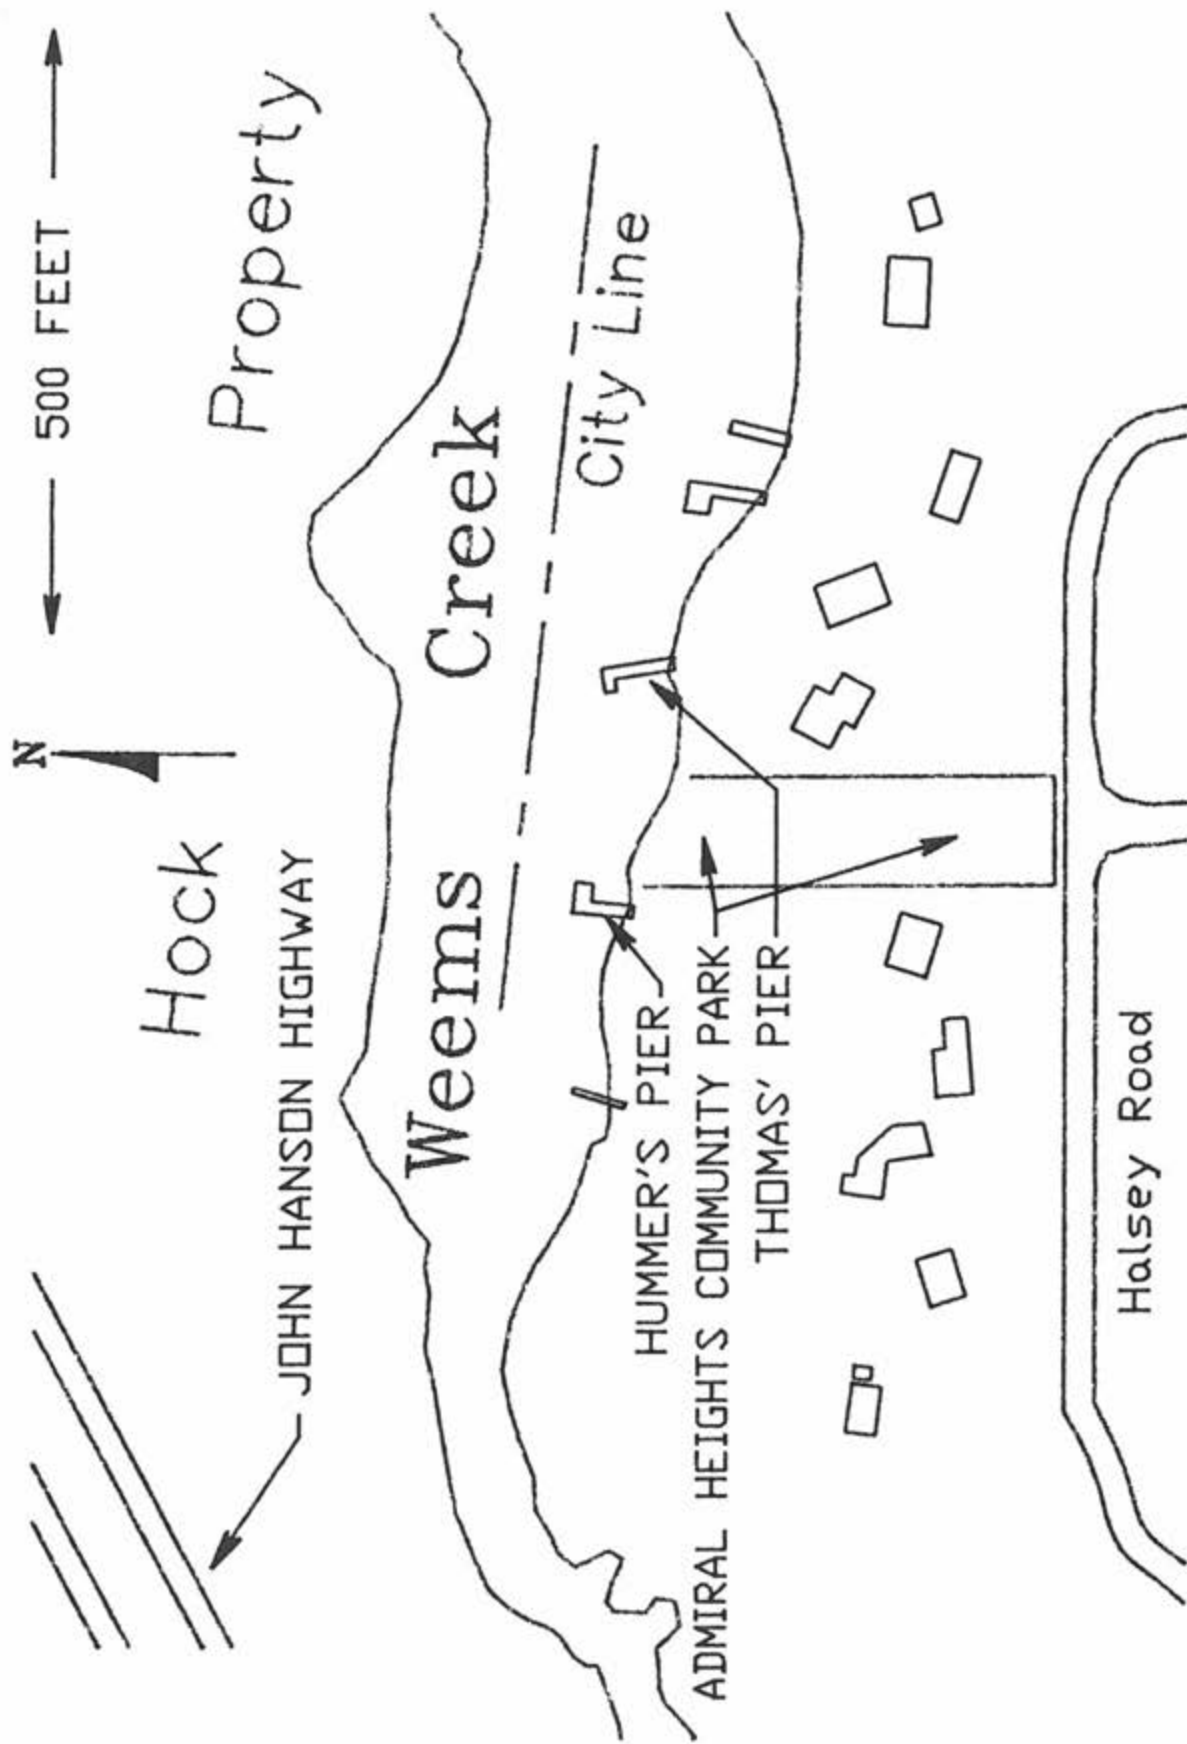 500 FEET
N
Hock Property
JOHN HANSON HIGHWAY
Weems Creek
City Line
HUMMER'S PIER
ADMIRAL HEIGHTS COMMUNITY PARK
THOMAS' PIER
Halsey Road